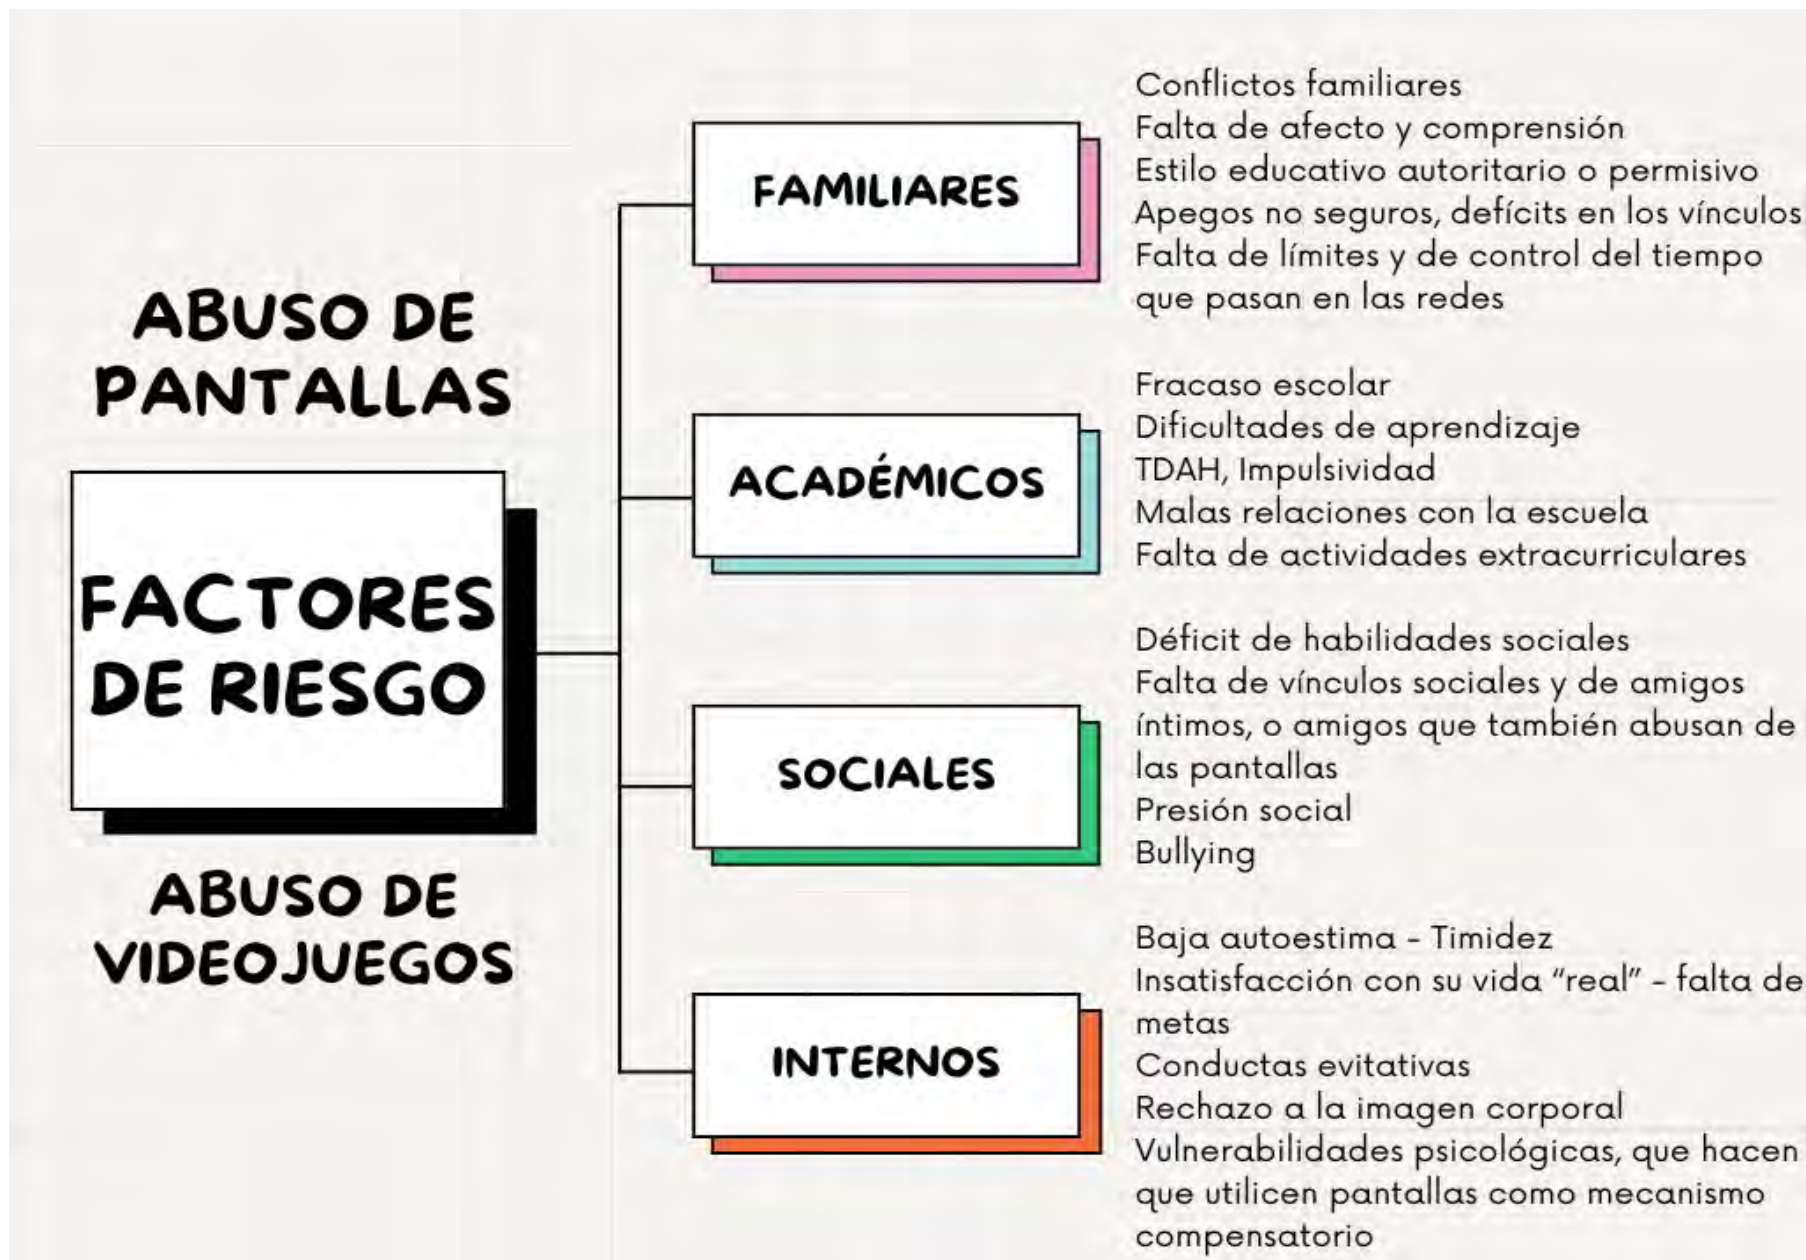 ABUSO DE
PANTALLAS
FACTORES
DE RIESGO
ABUSO DE
VIDEOJUEGOS
FAMILIARES
Conflictos familiares
Falta de afecto y comprensión
Estilo educativo autoritario o permisivo
Apegos no seguros, defícits en los vínculos
Falta de límites y de control del tiempo
que pasan en las redes
ACADÉMICOS
Fracaso escolar
Dificultades de aprendizaje
TDAH, Impulsividad
Malas relaciones con la escuela
Falta de actividades extracurriculares
SOCIALES
Déficit de habilidades sociales
Falta de vínculos sociales y de amigos
íntimos, o amigos que también abusan de
las pantallas
Presión social
Bullying
INTERNOS
Baja autoestima - Timidez
Insatisfacción con su vida “real” - falta de
metas
Conductas evitativas
Rechazo a la imagen corporal
Vulnerabilidades psicológicas, que hacen
que utilicen pantallas como mecanismo
compensatorio